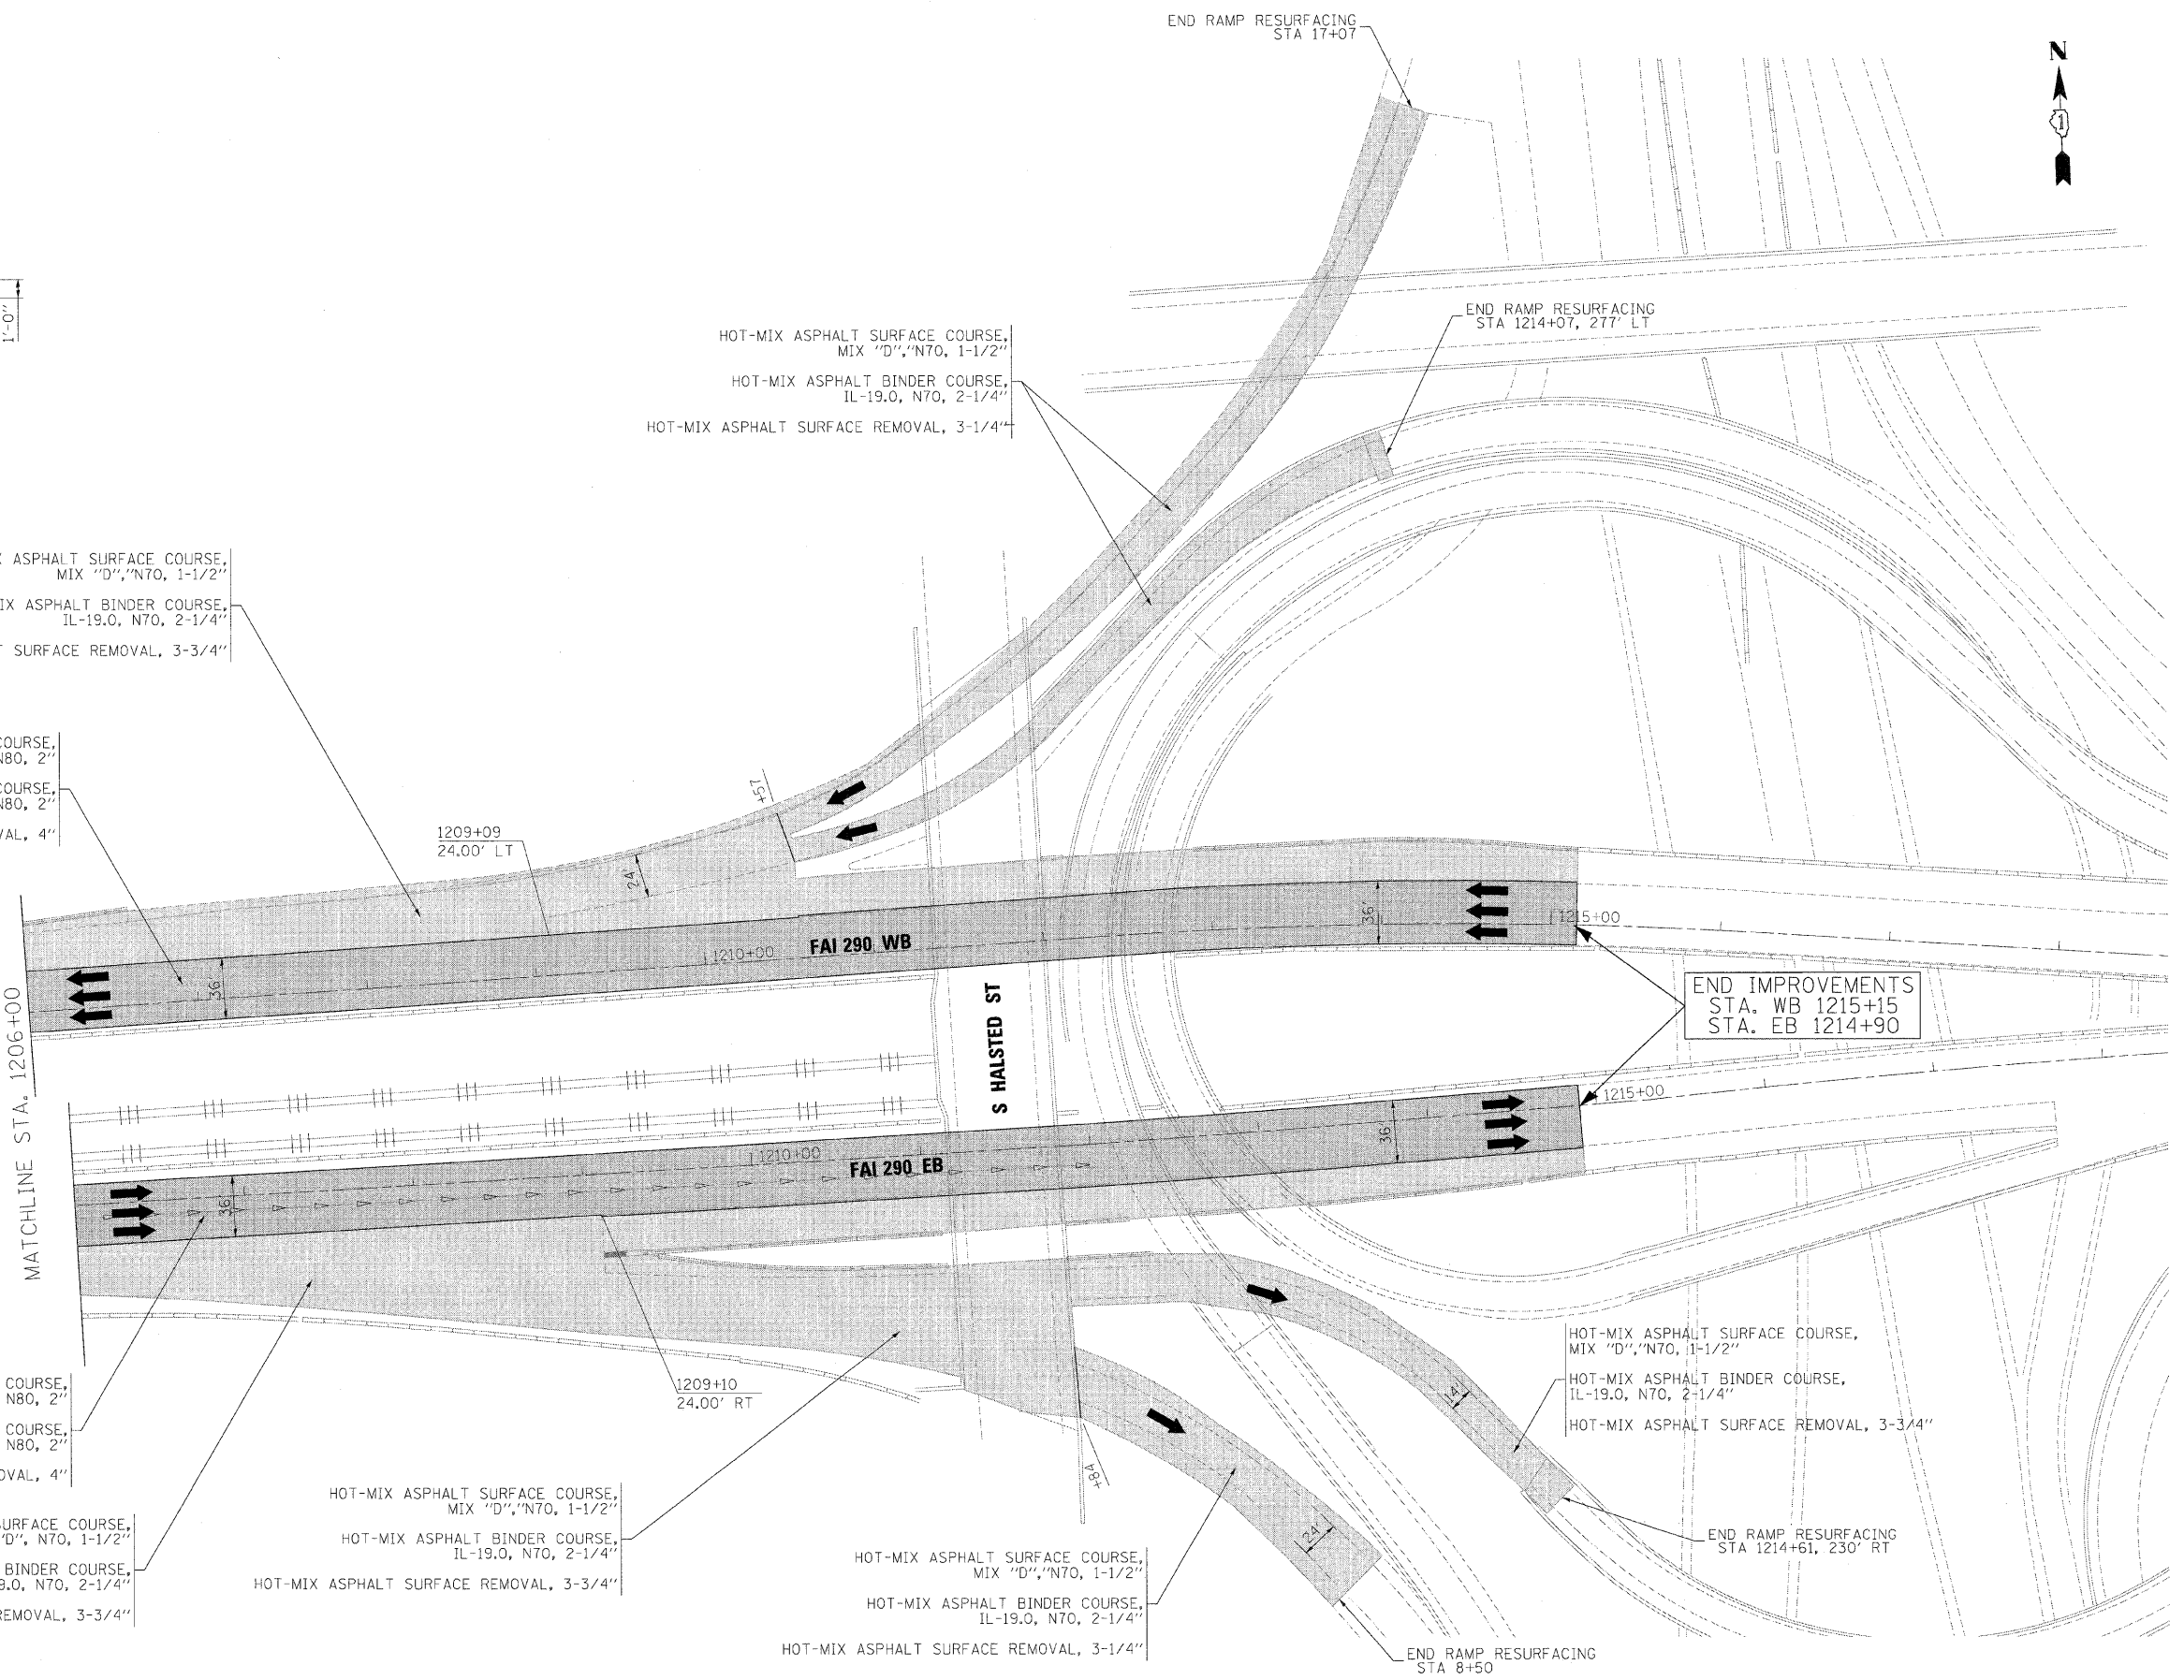 END RAMP RESURFACING
STA 17+07
N
1
1'-0"
END RAMP RESURFACING
STA 1214+07, 277' LT
HOT-MIX ASPHALT SURFACE COURSE,
MIX "D","N70, 1-1/2"
HOT-MIX ASPHALT BINDER COURSE,
IL-19.0, N70, 2-1/4"
HOT-MIX ASPHALT SURFACE REMOVAL, 3-1/4"
X ASPHALT SURFACE COURSE,
MIX "D","N70, 1-1/2"
IX ASPHALT BINDER COURSE,
IL-19.0, N70, 2-1/4"
T SURFACE REMOVAL, 3-3/4"
COURSE,
N80, 2"
COURSE,
N80, 2"
VAL, 4"
+57
1209+09
24.00' LT
24'
36'
1215+00
FAI 290 WB
1210+00
36'
END IMPROVEMENTS
STA. WB 1215+15
STA. EB 1214+90
S HALSTED ST
MATCHLINE STA. 1206+00
1215+00
36'
1210+00
FAI 290 EB
36'
HOT-MIX ASPHALT SURFACE COURSE,
MIX "D","N70, 1-1/2"
HOT-MIX ASPHALT BINDER COURSE,
IL-19.0, N70, 2-1/4"
HOT-MIX ASPHALT SURFACE REMOVAL, 3-3/4"
14'
COURSE,
N80, 2"
COURSE,
N80, 2"
OVAL, 4"
1209+10
24.00' RT
+84
24'
HOT-MIX ASPHALT SURFACE COURSE,
MIX "D","N70, 1-1/2"
HOT-MIX ASPHALT BINDER COURSE,
IL-19.0, N70, 2-1/4"
HOT-MIX ASPHALT SURFACE REMOVAL, 3-3/4"
URFACE COURSE,
"D", N70, 1-1/2"
BINDER COURSE,
9.0, N70, 2-1/4"
REMOVAL, 3-3/4"
HOT-MIX ASPHALT SURFACE COURSE,
MIX "D","N70, 1-1/2"
HOT-MIX ASPHALT BINDER COURSE,
IL-19.0, N70, 2-1/4"
HOT-MIX ASPHALT SURFACE REMOVAL, 3-1/4"
END RAMP RESURFACING
STA 1214+61, 230' RT
END RAMP RESURFACING
STA 8+50